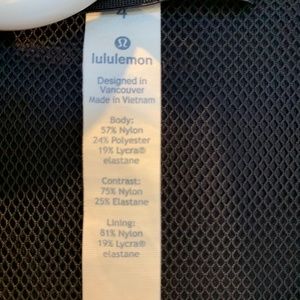 4
lululemon
Designed in
Vancouver
Made in Vietnam
Body:
57% Nylon
24% Polyester
19% Lycra®
elastane
Contrast:
75% Nylon
25% Elastane
Lining:
81% Nylon
19% Lycra®
elastane